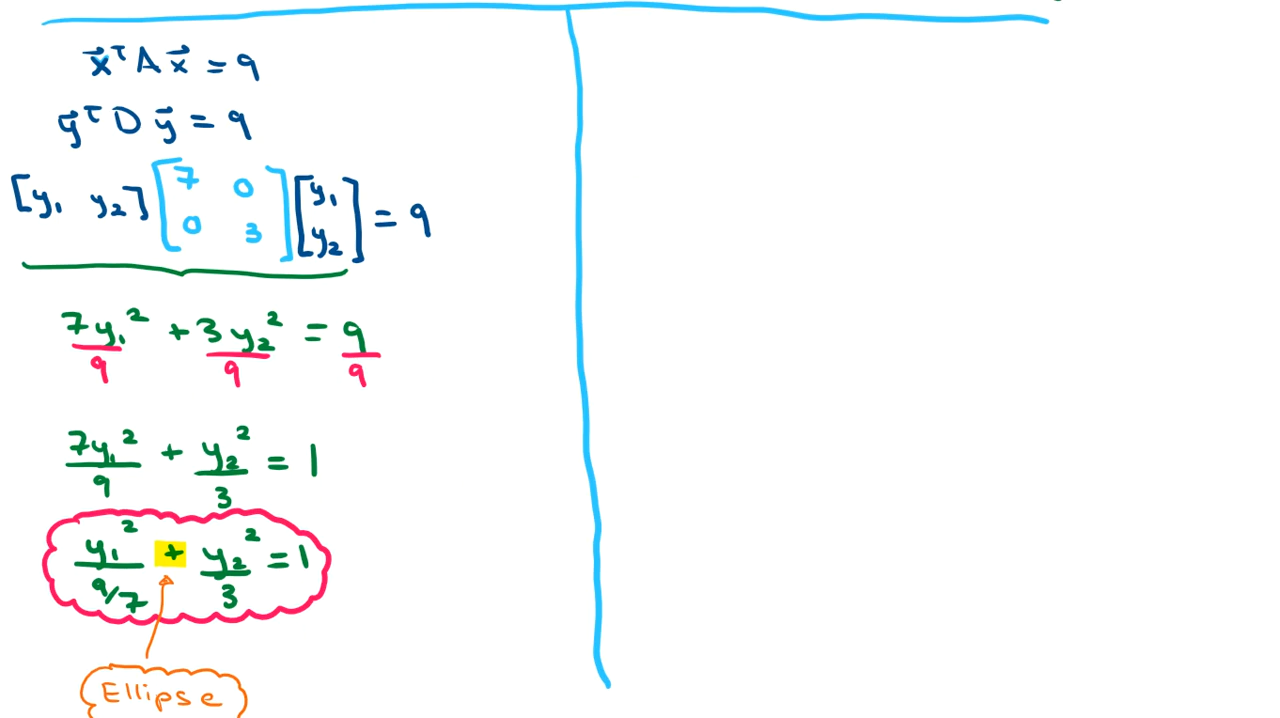 x⃗ᵀ A x⃗ = 9
y⃗ᵀ D y⃗ = 9
[y₁ y₂] [7 0; 0 3] [y₁; y₂] = 9
7y₁²/9 + 3y₂²/9 = 9/9
7y₁²/9 + y₂²/3 = 1
y₁²/(9/7) + y₂²/3 = 1
Ellipse